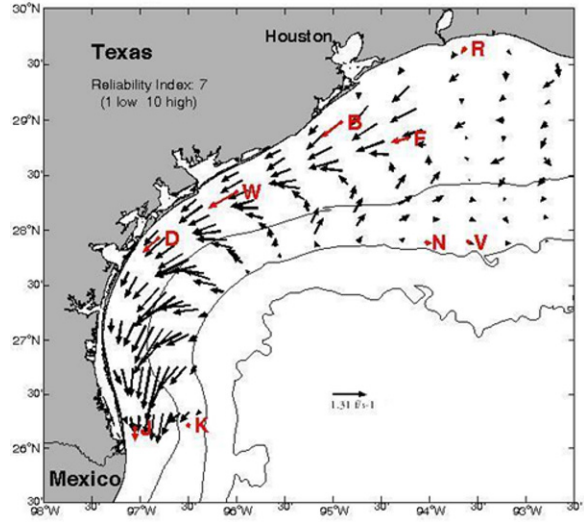 30'N
Texas
Houston
R
Reliability Index: 7
(1 low 10 high)
30'
29°N
B
F
30'
W
28°N
D
N
V
30'
27°N
30'
1.31 f/s-1
J
K
26°N
Mexico
30'
98°W 30' 97°W 30' 96°W 30' 95°W 30' 94°W 30' 93°W 30'